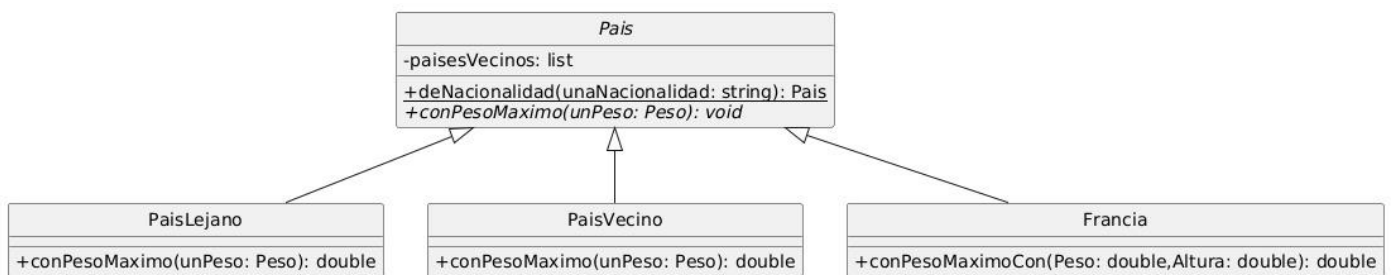 Pais
-paisesVecinos: list
+deNacionalidad(unaNacionalidad: string): Pais
+conPesoMaximo(unPeso: Peso): void
PaisLejano
PaisVecino
Francia
+conPesoMaximo(unPeso: Peso): double
+conPesoMaximo(unPeso: Peso): double
+conPesoMaximoCon(Peso: double,Altura: double): double